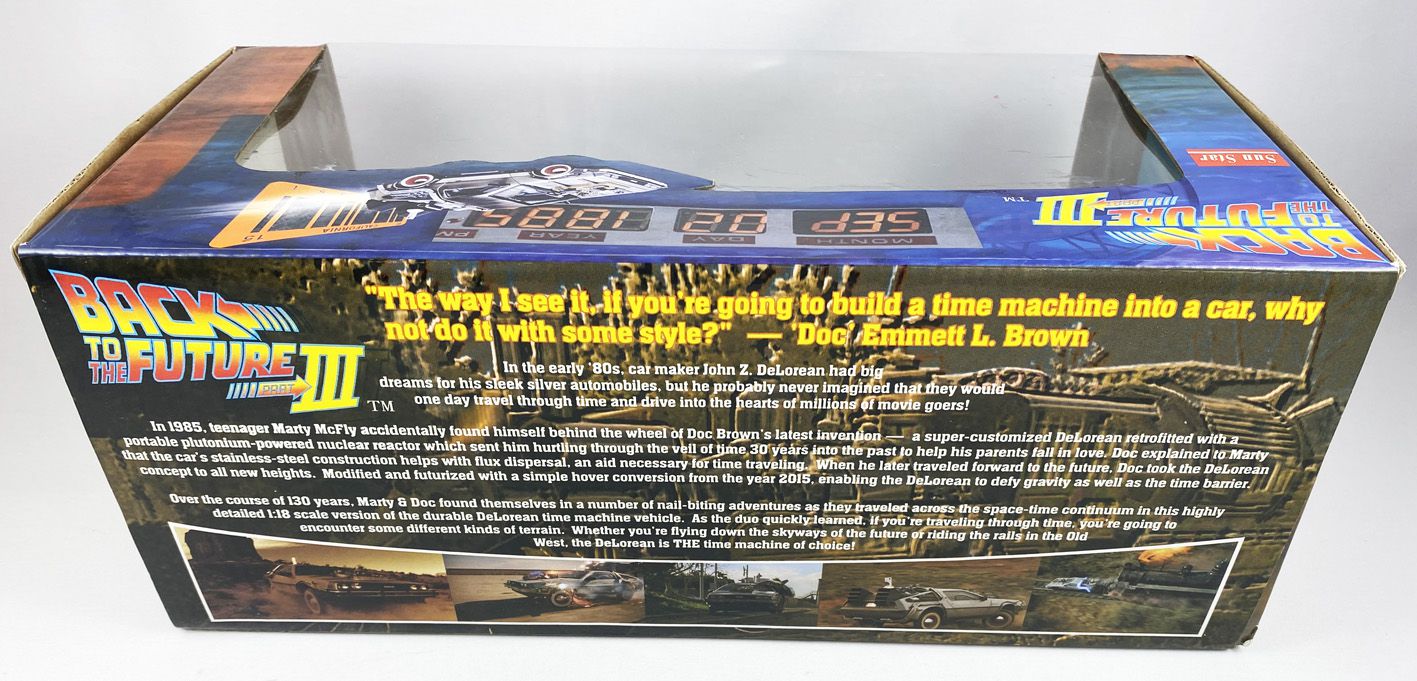 Sun Star
BACK
TO THE FUTURE
PART III
TM
MONTH DAY YEAR
SEP 02 1885
CALIFORNIA
BACK
TO THE FUTURE
PART III
TM
"The way I see it, if you're going to build a time machine into a car, why
not do it with some style?" — 'Doc' Emmett L. Brown
In the early '80s, car maker John Z. DeLorean had big
dreams for his sleek silver automobiles, but he probably never imagined that they would
one day travel through time and drive into the hearts of millions of movie goers!
In 1985, teenager Marty McFly accidentally found himself behind the wheel of Doc Brown's latest invention — a super-customized DeLorean retrofitted with a
portable plutonium-powered nuclear reactor which sent him hurtling through the veil of time 30 years into the past to help his parents fall in love. Doc explained to Marty
that the car's stainless-steel construction helps with flux dispersal, an aid necessary for time traveling. When he later traveled forward to the future, Doc took the DeLorean
concept to all new heights. Modified and futurized with a simple hover conversion from the year 2015, enabling the DeLorean to defy gravity as well as the time barrier.
Over the course of 130 years, Marty & Doc found themselves in a number of nail-biting adventures as they traveled across the space-time continuum in this highly
detailed 1:18 scale version of the durable DeLorean time machine vehicle. As the duo quickly learned, if you're traveling through time, you're going to
encounter some different kinds of terrain. Whether you're flying down the skyways of the future or riding the rails in the Old
West, the DeLorean is THE time machine of choice!